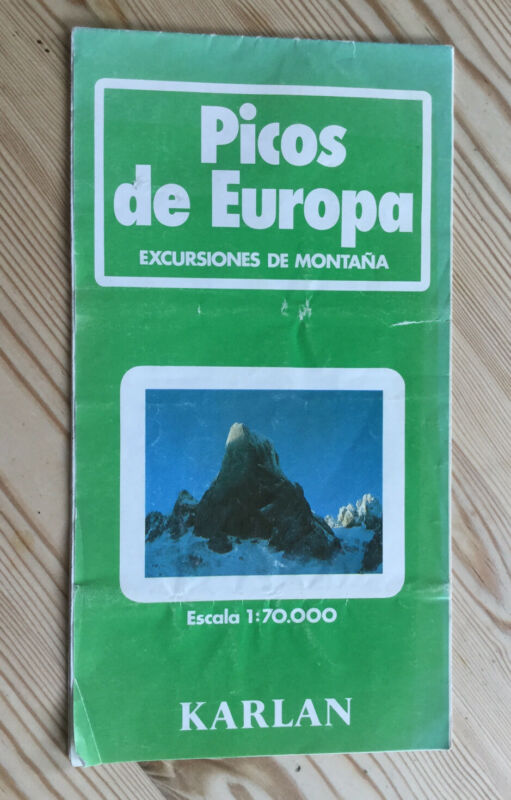 Picos
de Europa
EXCURSIONES DE MONTAÑA
Escala 1:70.000
KARLAN